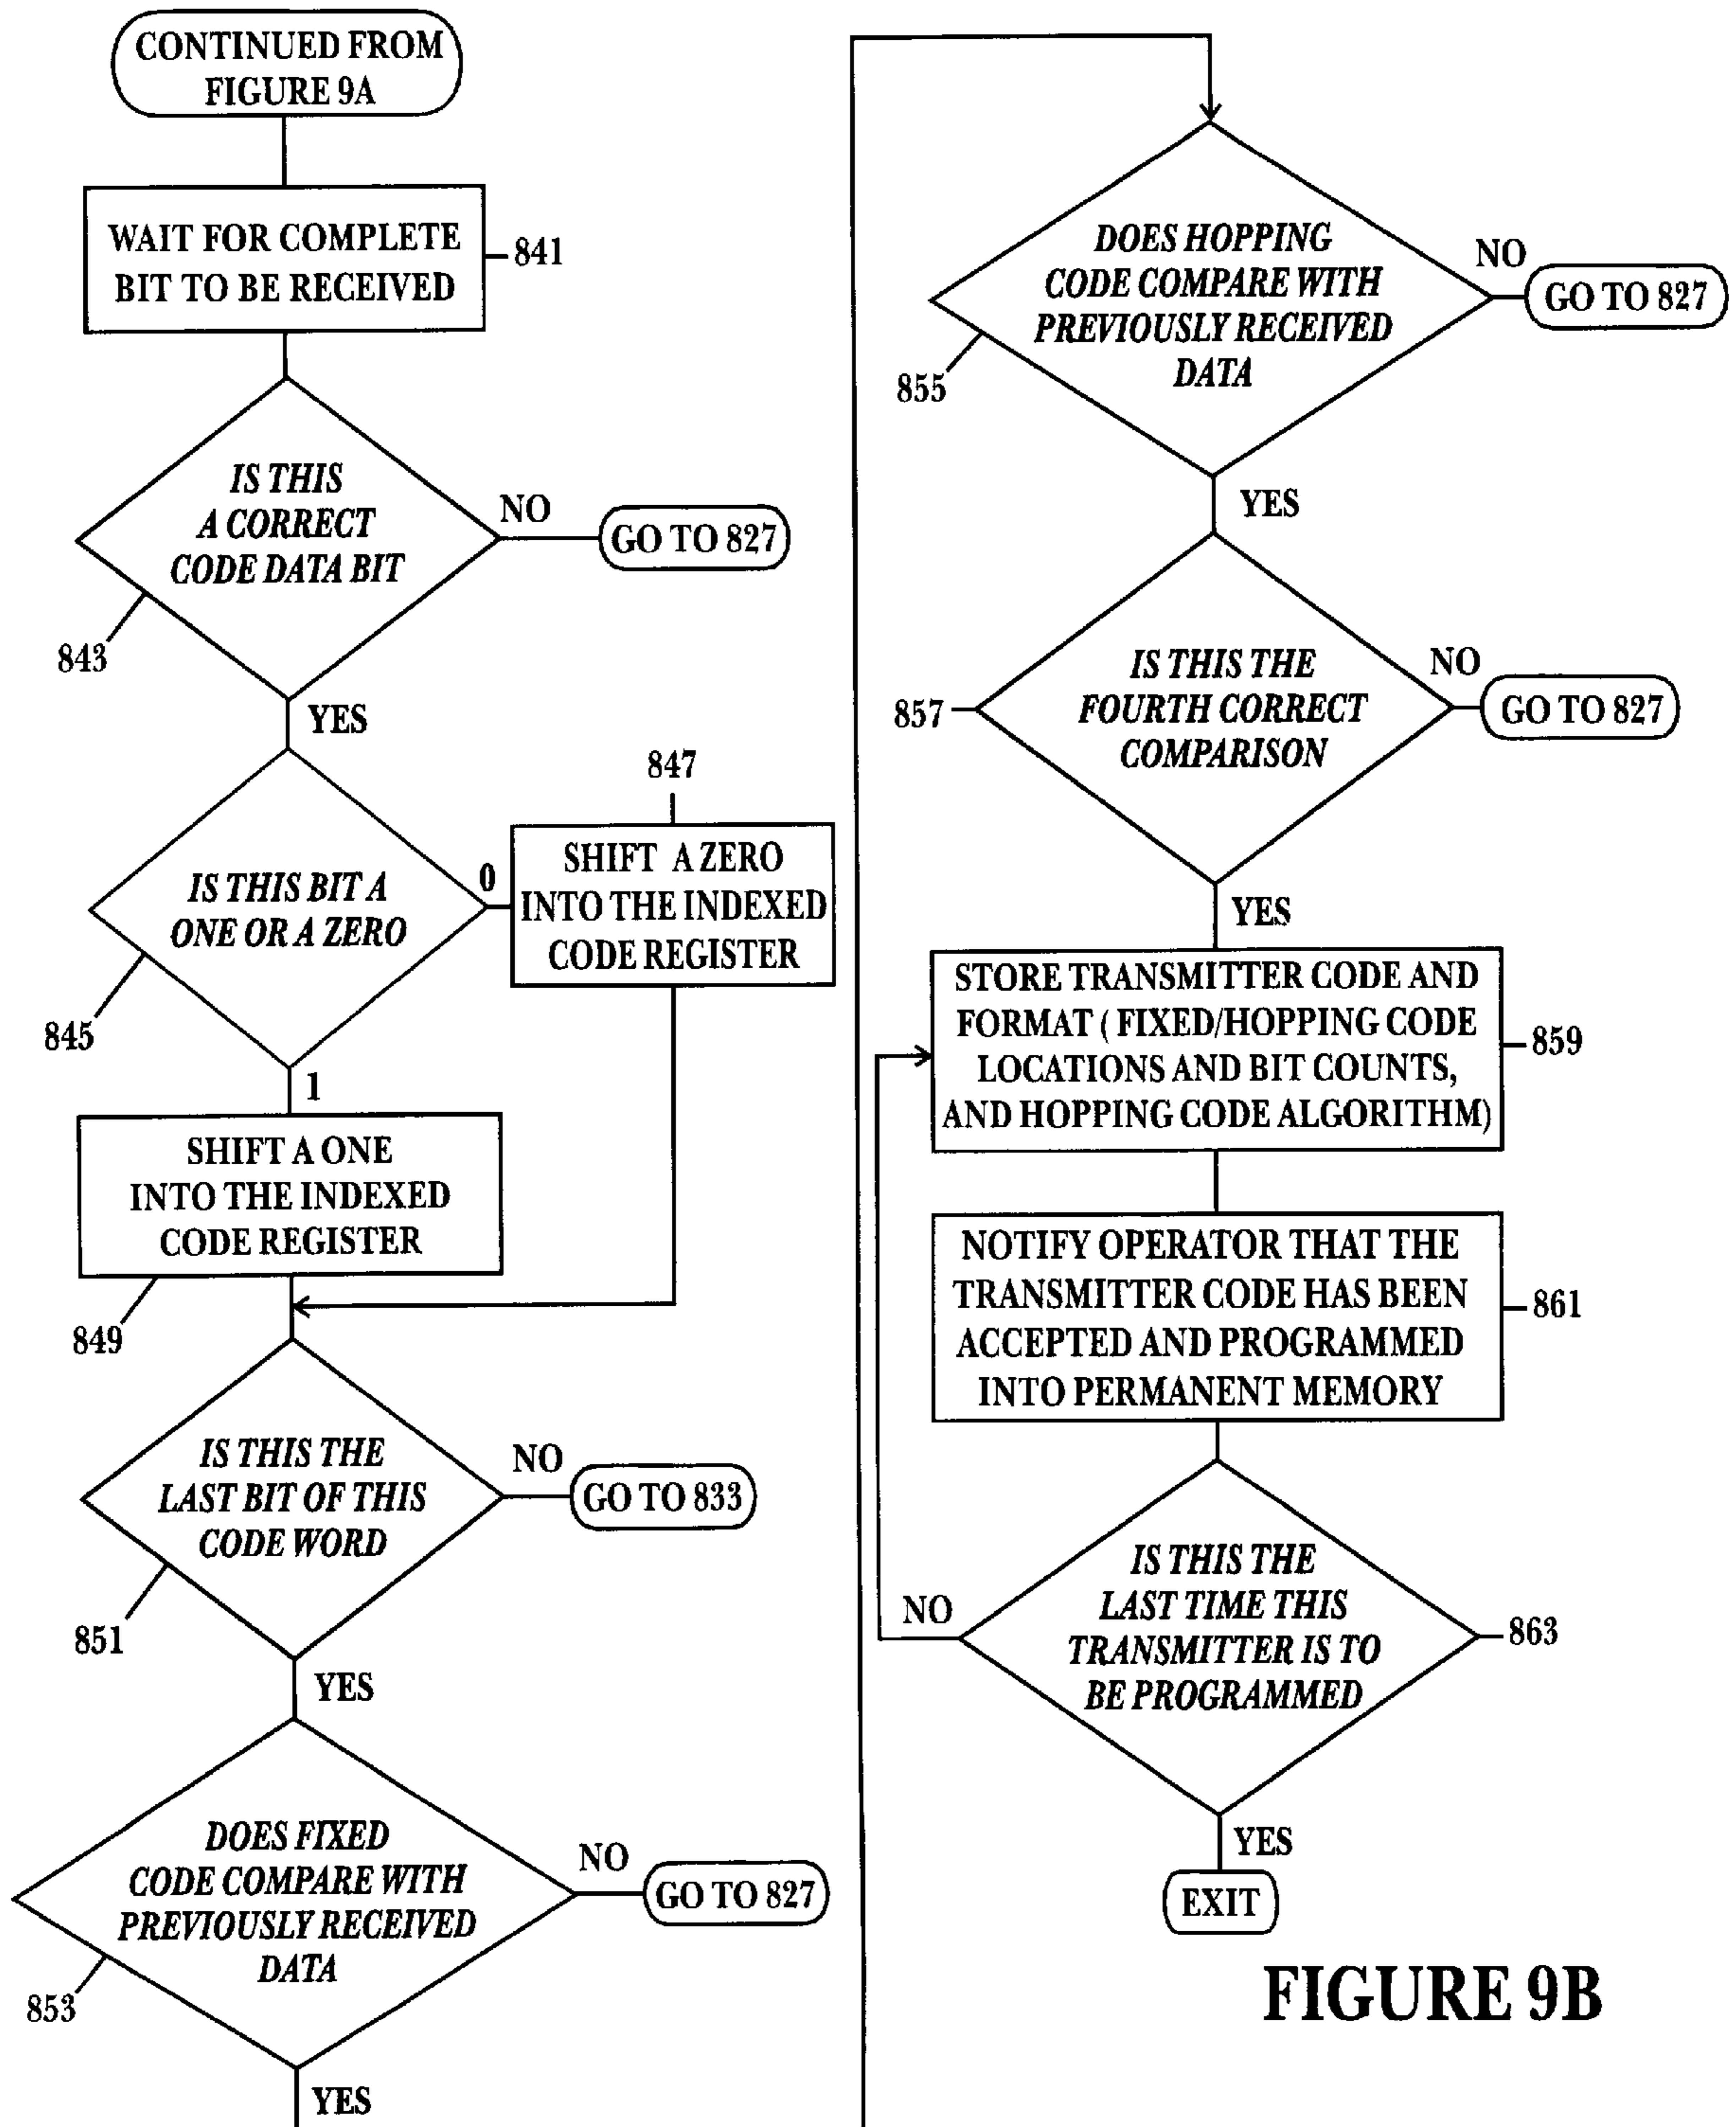 CONTINUED FROM
FIGURE 9A
WAIT FOR COMPLETE
BIT TO BE RECEIVED
841
IS THIS
A CORRECT
CODE DATA BIT
NO
GO TO 827
843
YES
IS THIS BIT A
ONE OR A ZERO
0
845
847
SHIFT A ZERO
INTO THE INDEXED
CODE REGISTER
1
SHIFT A ONE
INTO THE INDEXED
CODE REGISTER
849
IS THIS THE
LAST BIT OF THIS
CODE WORD
NO
GO TO 833
851
YES
DOES FIXED
CODE COMPARE WITH
PREVIOUSLY RECEIVED
DATA
NO
GO TO 827
853
YES
DOES HOPPING
CODE COMPARE WITH
PREVIOUSLY RECEIVED
DATA
NO
GO TO 827
855
YES
IS THIS THE
FOURTH CORRECT
COMPARISON
NO
GO TO 827
857
YES
STORE TRANSMITTER CODE AND
FORMAT ( FIXED/HOPPING CODE
LOCATIONS AND BIT COUNTS,
AND HOPPING CODE ALGORITHM)
859
NOTIFY OPERATOR THAT THE
TRANSMITTER CODE HAS BEEN
ACCEPTED AND PROGRAMMED
INTO PERMANENT MEMORY
861
IS THIS THE
LAST TIME THIS
TRANSMITTER IS TO
BE PROGRAMMED
NO
863
YES
EXIT
FIGURE 9B